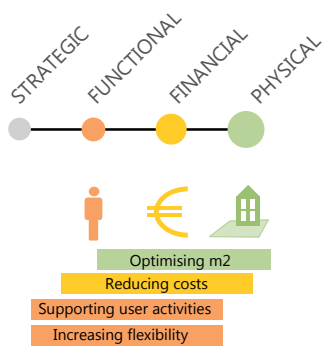 STRATEGIC
FUNCTIONAL
FINANCIAL
PHYSICAL
€
Optimising m2
Reducing costs
Supporting user activities
Increasing flexibility